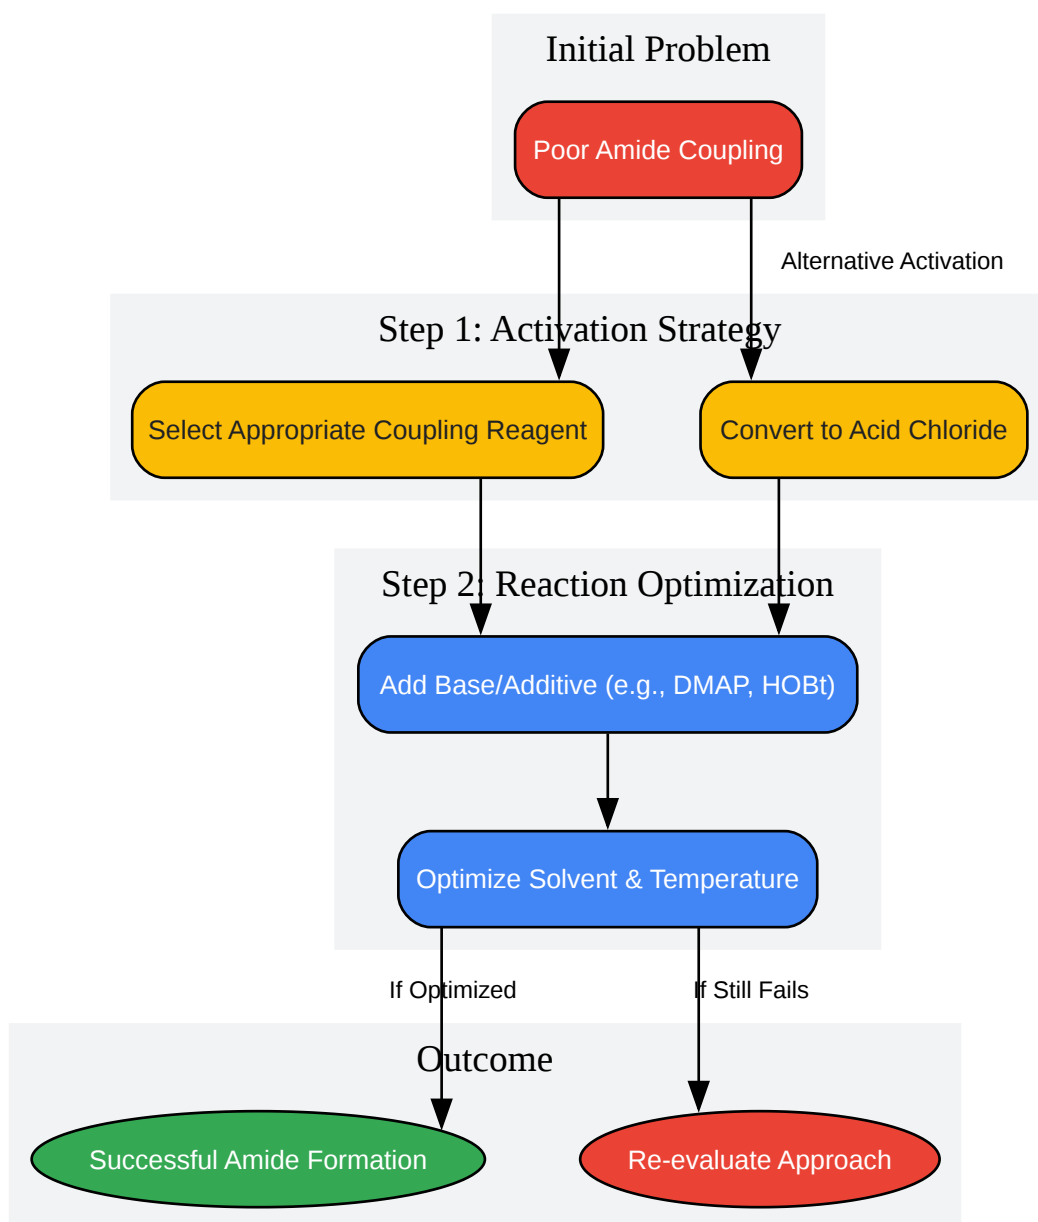 Initial Problem
Poor Amide Coupling
Alternative Activation
Step 1: Activation Strategy
Select Appropriate Coupling Reagent
Convert to Acid Chloride
Step 2: Reaction Optimization
Add Base/Additive (e.g., DMAP, HOBt)
Optimize Solvent & Temperature
If Optimized
If Still Fails
Outcome
Successful Amide Formation
Re-evaluate Approach